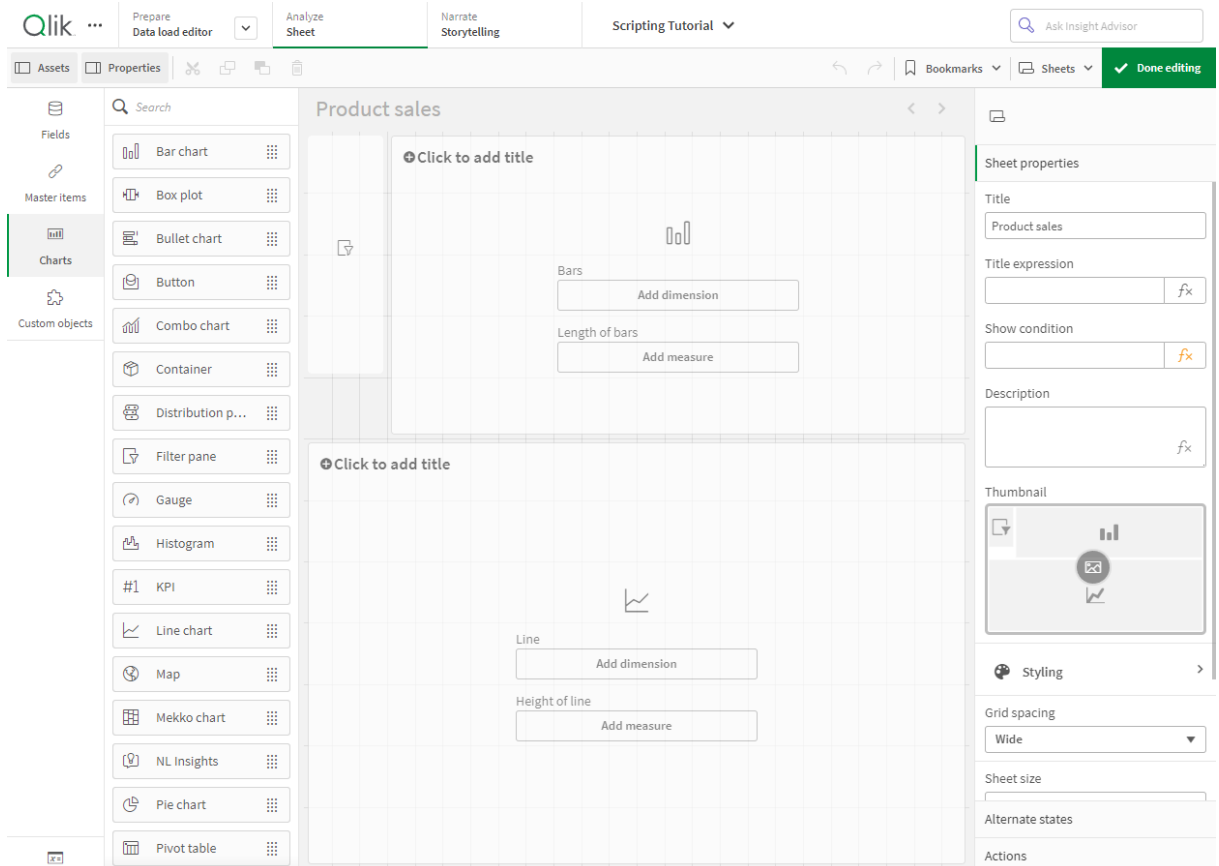 Qlik
Prepare
Data load editor
Analyze
Sheet
Narrate
Storytelling
Scripting Tutorial
Ask Insight Advisor
Assets
Properties
Bookmarks
Sheets
Done editing
Fields
Master items
Charts
Custom objects
Search
Bar chart
Box plot
Bullet chart
Button
Combo chart
Container
Distribution p...
Filter pane
Gauge
Histogram
#1 KPI
Line chart
Map
Mekko chart
NL Insights
Pie chart
Pivot table
Product sales
Click to add title
Bars
Add dimension
Length of bars
Add measure
Click to add title
Line
Add dimension
Height of line
Add measure
Sheet properties
Title
Product sales
Title expression
fx
Show condition
fx
Description
fx
Thumbnail
Styling
Grid spacing
Wide
Sheet size
Alternate states
Actions